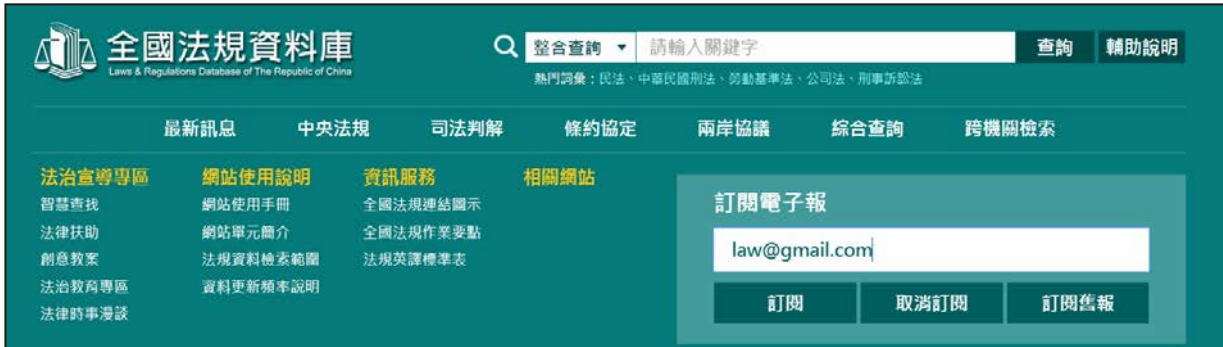 全國法規資料庫
Laws & Regulations Database of The Republic of China
整合查詢 ▼ 請輸入關鍵字 查詢 輔助說明
熱門詞彙：民法、中華民國刑法、勞動基準法、公司法、刑事訴訟法
最新訊息 中央法規 司法判解 條約協定 兩岸協議 綜合查詢 跨機關檢索
法治宣導專區
智慧查找
法律扶助
創意教案
法治教育專區
法律時事漫談
網站使用說明
網站使用手冊
網站單元簡介
法規資料檢索範圍
資料更新頻率說明
資訊服務
全國法規連結圖示
全國法規作業要點
法規英譯標準表
相關網站
訂閱電子報
law@gmail.com
訂閱 取消訂閱 訂閱舊報